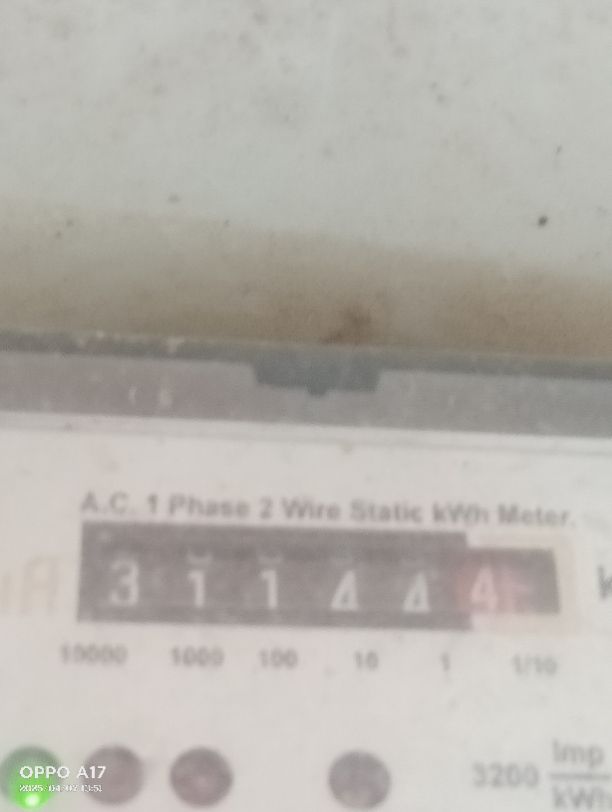 A.C. 1 Phase 2 Wire Static kWh Meter.
3 1 1 4 4 4
10000 1000 100 10 1 1/10
3200 Imp
kWh
OPPO A17